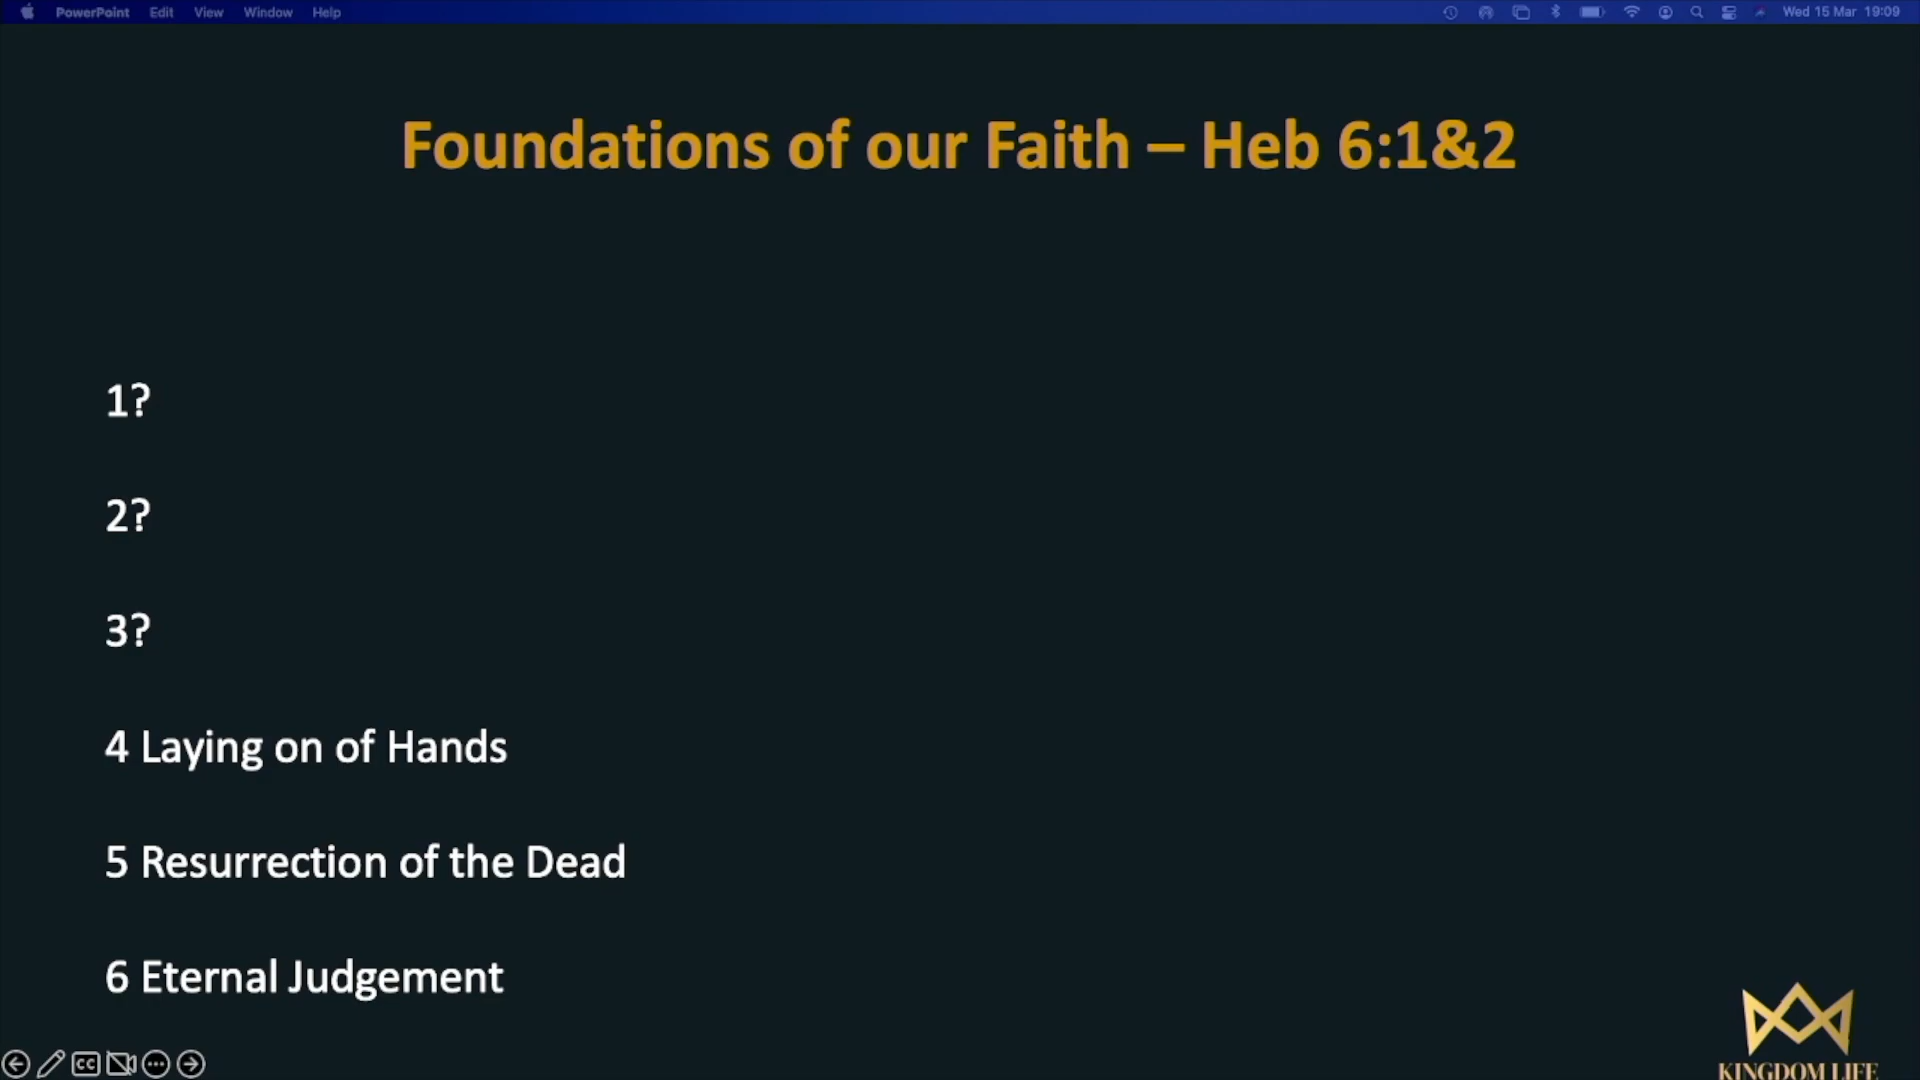 PowerPoint Edit View Window Help Wed 15 Mar 19:09
Foundations of our Faith – Heb 6:1&2
1?
2?
3?
4 Laying on of Hands
5 Resurrection of the Dead
6 Eternal Judgement
CC
KINGDOM LIFE